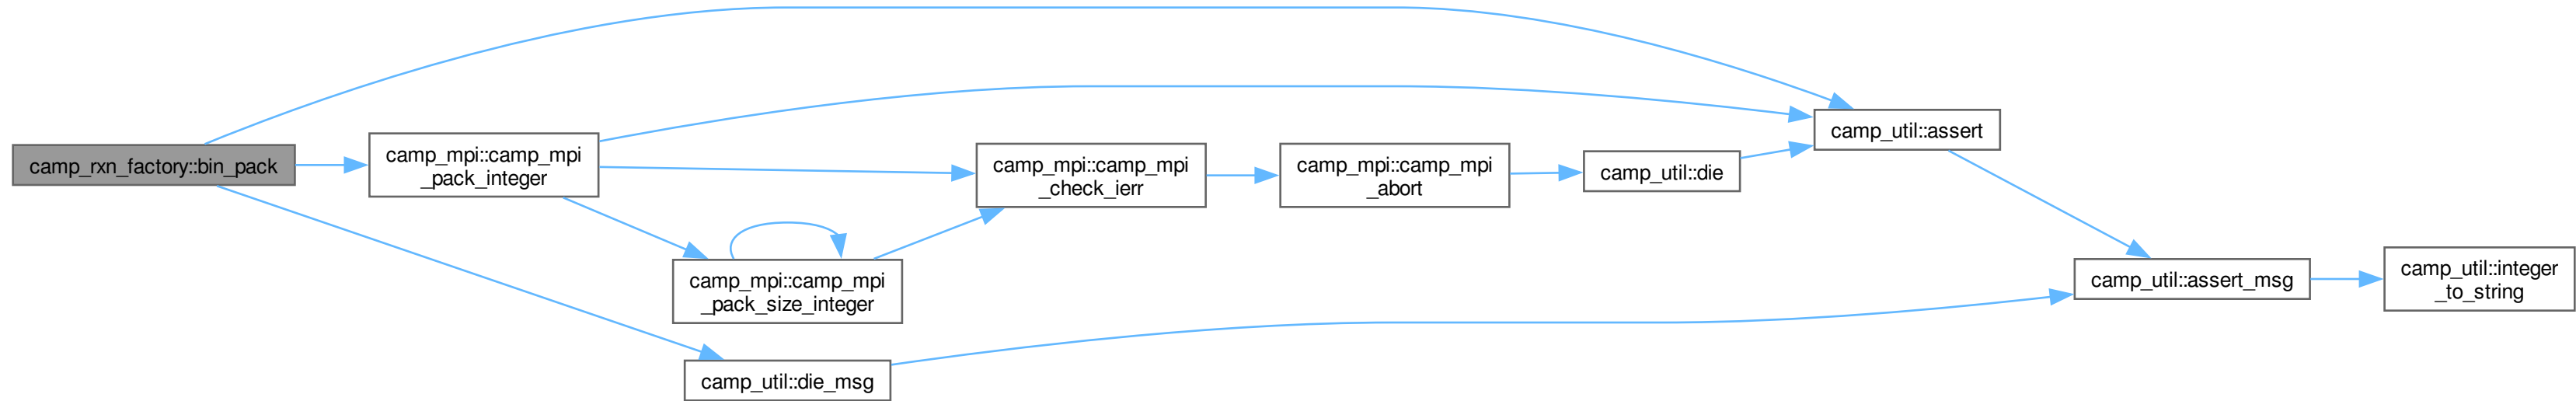 camp_rxn_factory::bin_pack
camp_mpi::camp_mpi
_pack_integer
camp_mpi::camp_mpi
_pack_size_integer
camp_util::die_msg
camp_mpi::camp_mpi
_check_ierr
camp_mpi::camp_mpi
_abort
camp_util::die
camp_util::assert
camp_util::assert_msg
camp_util::integer
_to_string